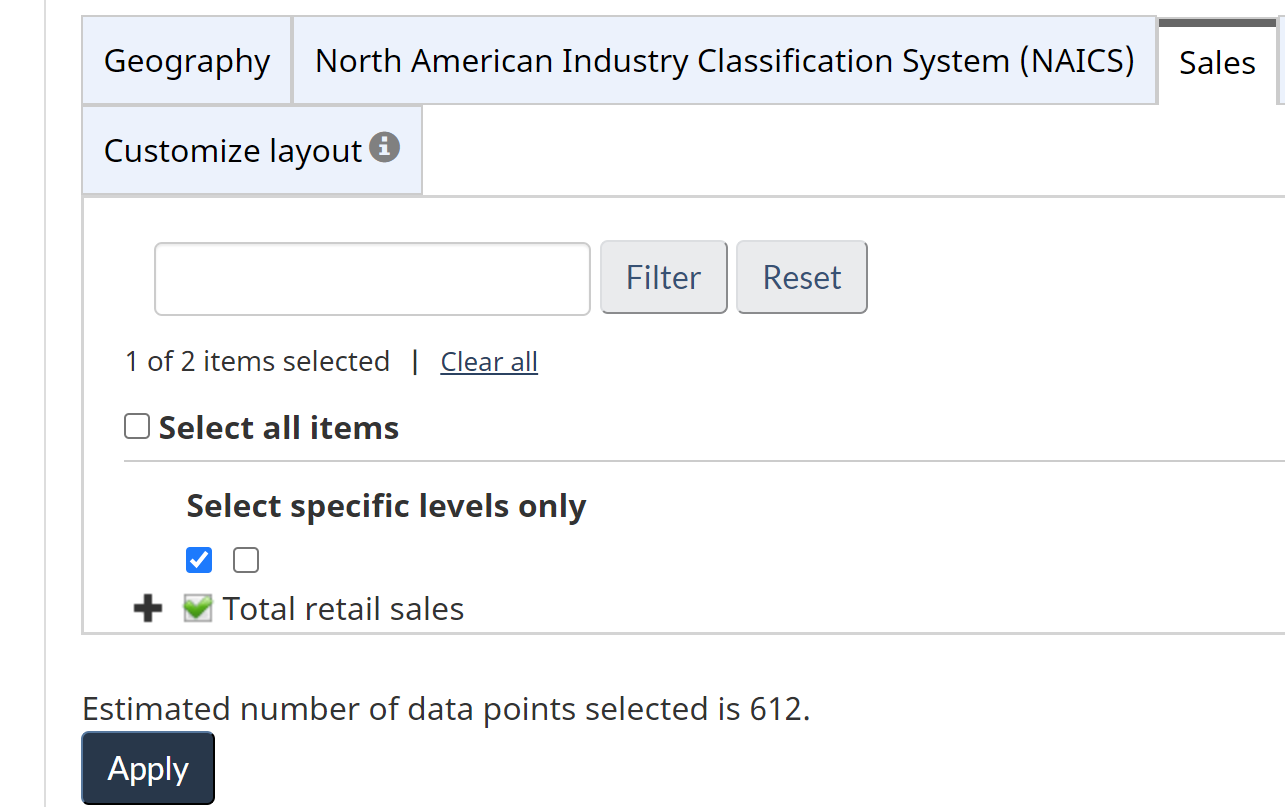 Geography North American Industry Classification System (NAICS) Sales
Customize layout
Filter Reset
1 of 2 items selected | Clear all
Select all items
Select specific levels only
Total retail sales
Estimated number of data points selected is 612.
Apply